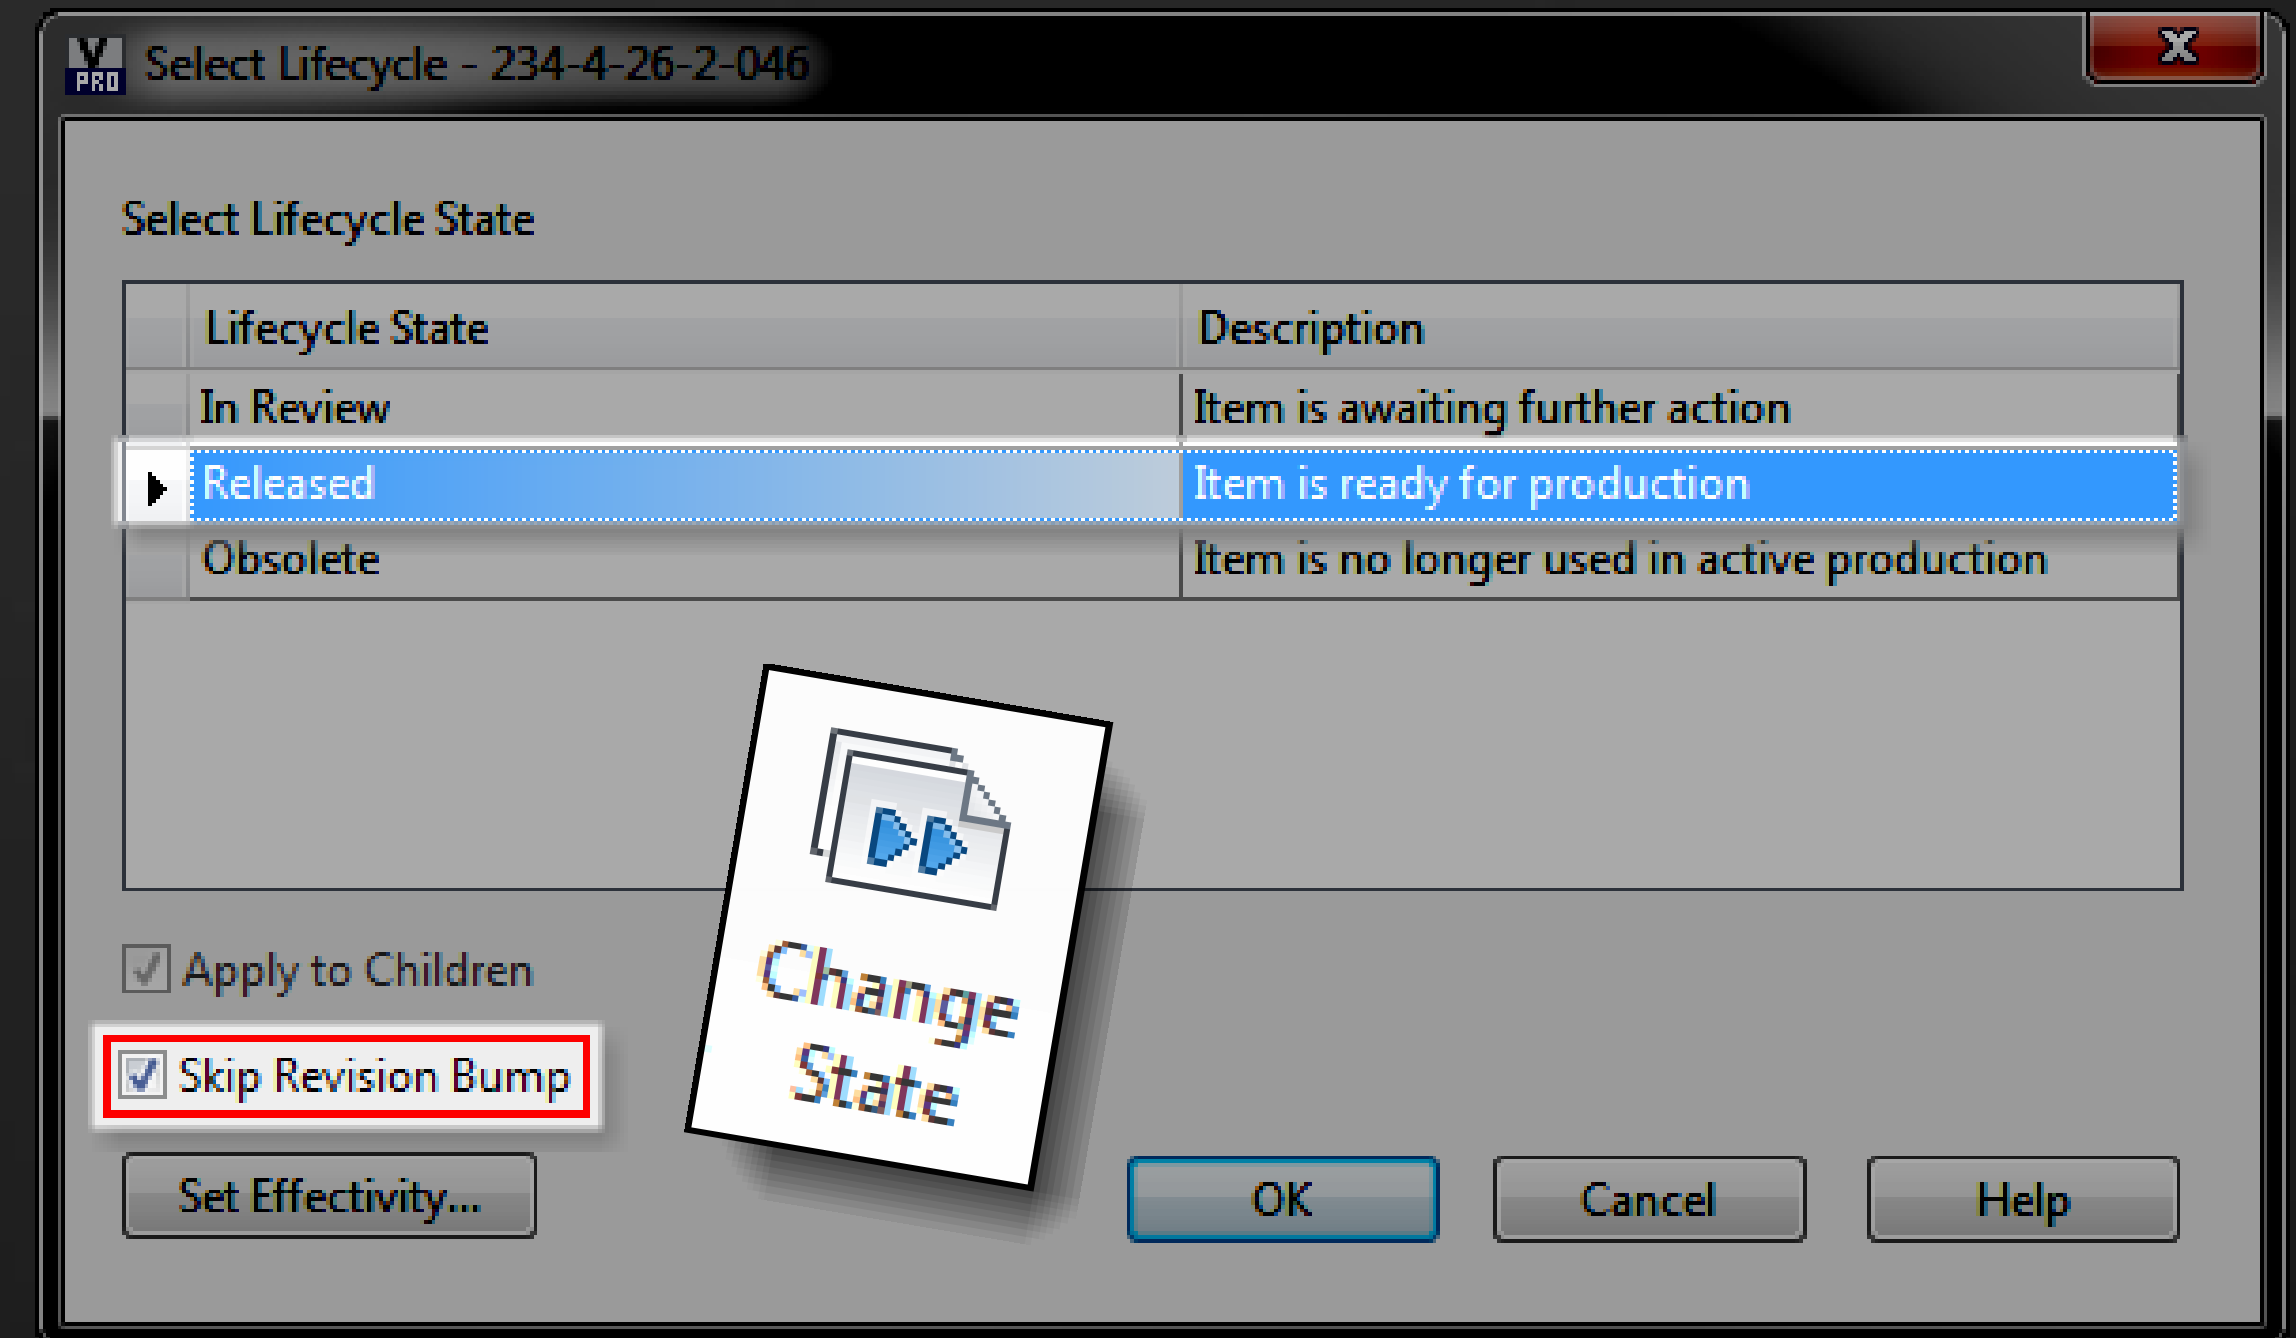 V
PRO
Select Lifecycle - 234-4-26-2-046
X
Select Lifecycle State
Lifecycle State Description
In Review Item is awaiting further action
Released Item is ready for production
Obsolete Item is no longer used in active production
Change
State
Apply to Children
Skip Revision Bump
Set Effectivity... OK Cancel Help